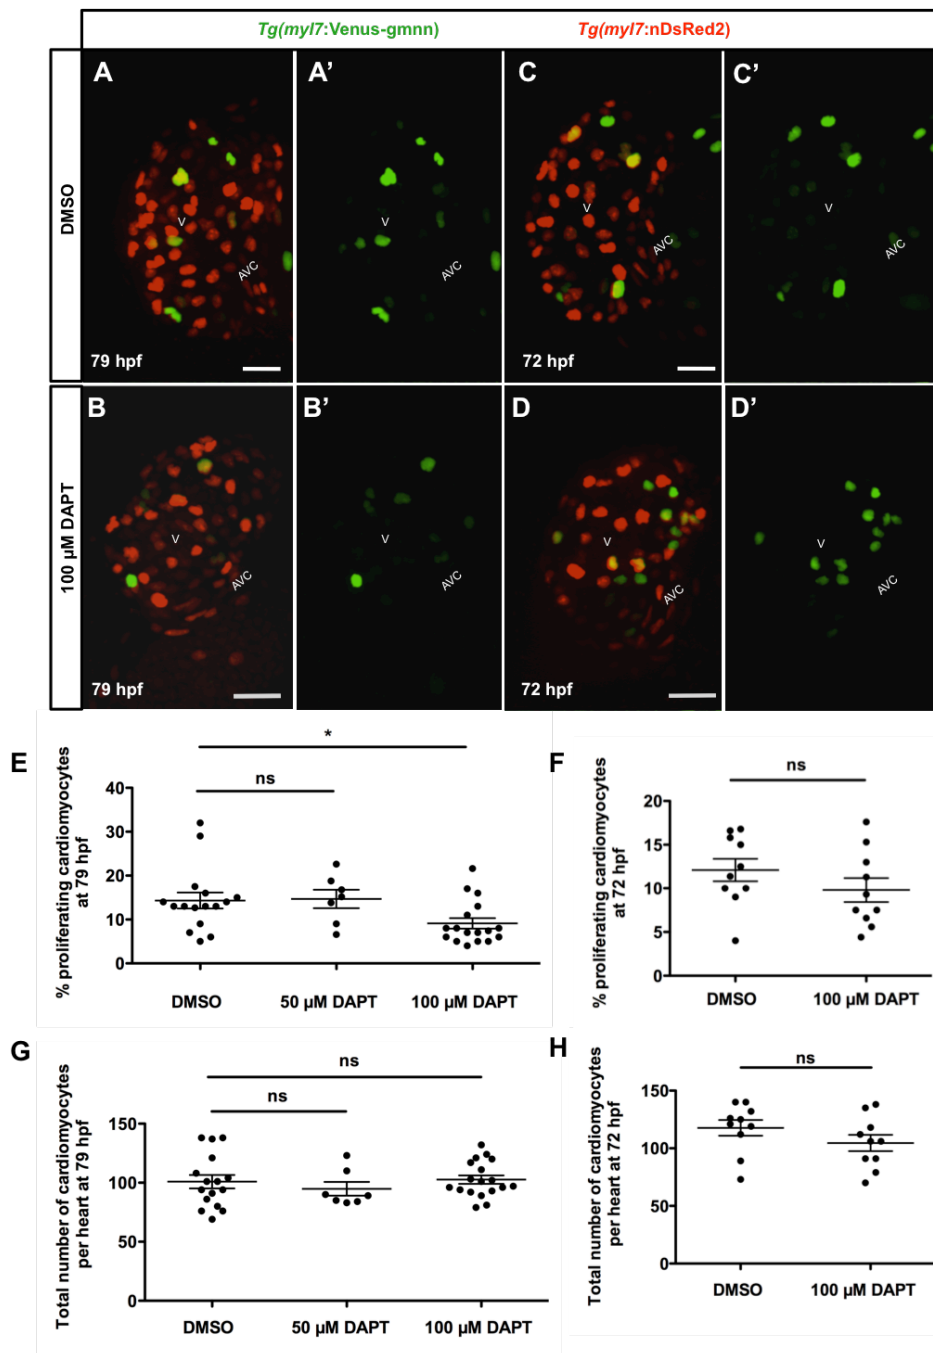 Tg(myl7:Venus-gmnn) Tg(myl7:nDsRed2)
DMSO
A A’ C C’
V V V V
AVC AVC AVC AVC
79 hpf 72 hpf
100 µM DAPT
B B’ D D’
V V V V
AVC AVC AVC AVC
79 hpf 72 hpf
E
% proliferating cardiomyocytes
at 79 hpf
*
ns
40
30
20
10
0
DMSO 50 µM DAPT 100 µM DAPT
F
% proliferating cardiomyocytes
at 72 hpf
ns
20
15
10
5
0
DMSO 100 µM DAPT
G
Total number of cardiomyocytes
per heart at 79 hpf
ns
ns
150
100
50
0
DMSO 50 µM DAPT 100 µM DAPT
H
Total number of cardiomyocytes
per heart at 72 hpf
ns
150
100
50
0
DMSO 100 µM DAPT